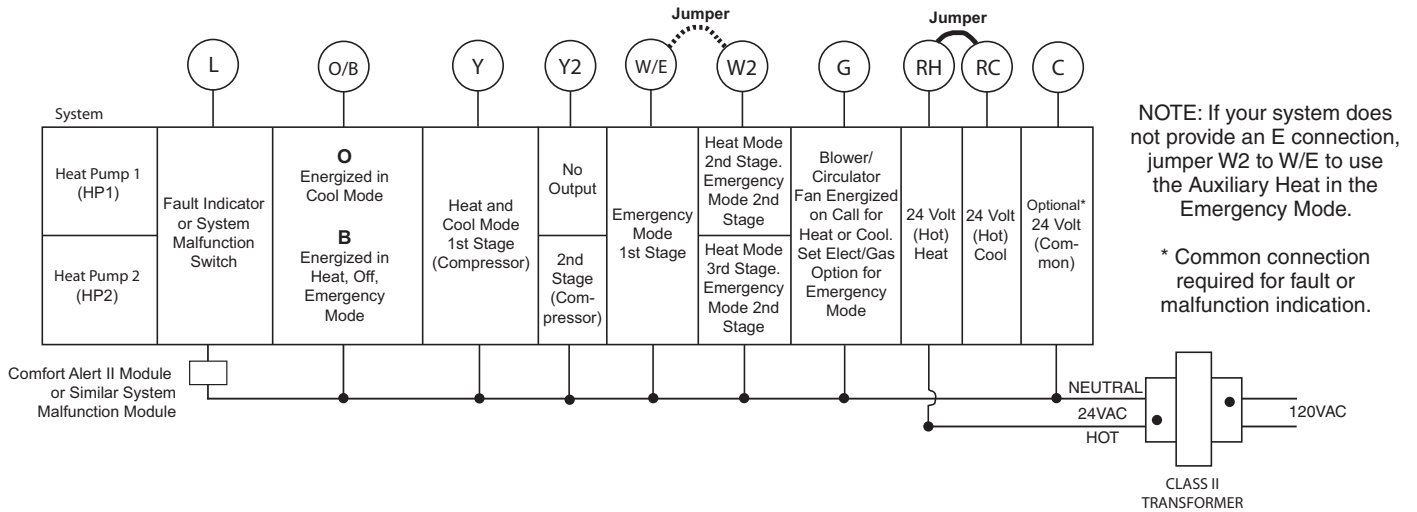 Jumper
Jumper
L
O/B
Y
Y2
W/E
W2
G
RH
RC
C
System
Heat Pump 1
(HP1)
Heat Pump 2
(HP2)
Fault Indicator
or System
Malfunction
Switch
O
Energized in
Cool Mode
B
Energized in
Heat, Off,
Emergency
Mode
Heat and
Cool Mode
1st Stage
(Compressor)
No
Output
2nd
Stage
(Com-
pressor)
Emergency
Mode
1st Stage
Heat Mode
2nd Stage.
Emergency
Mode 2nd
Stage
Heat Mode
3rd Stage.
Emergency
Mode 2nd
Stage
Blower/
Circulator
Fan Energized
on Call for
Heat or Cool.
Set Elect/Gas
Option for
Emergency
Mode
24 Volt
(Hot)
Heat
24 Volt
(Hot)
Cool
Optional*
24 Volt
(Com-
mon)
NOTE: If your system does
not provide an E connection,
jumper W2 to W/E to use
the Auxiliary Heat in the
Emergency Mode.
* Common connection
required for fault or
malfunction indication.
Comfort Alert II Module
or Similar System
Malfunction Module
NEUTRAL
24VAC
HOT
120VAC
CLASS II
TRANSFORMER